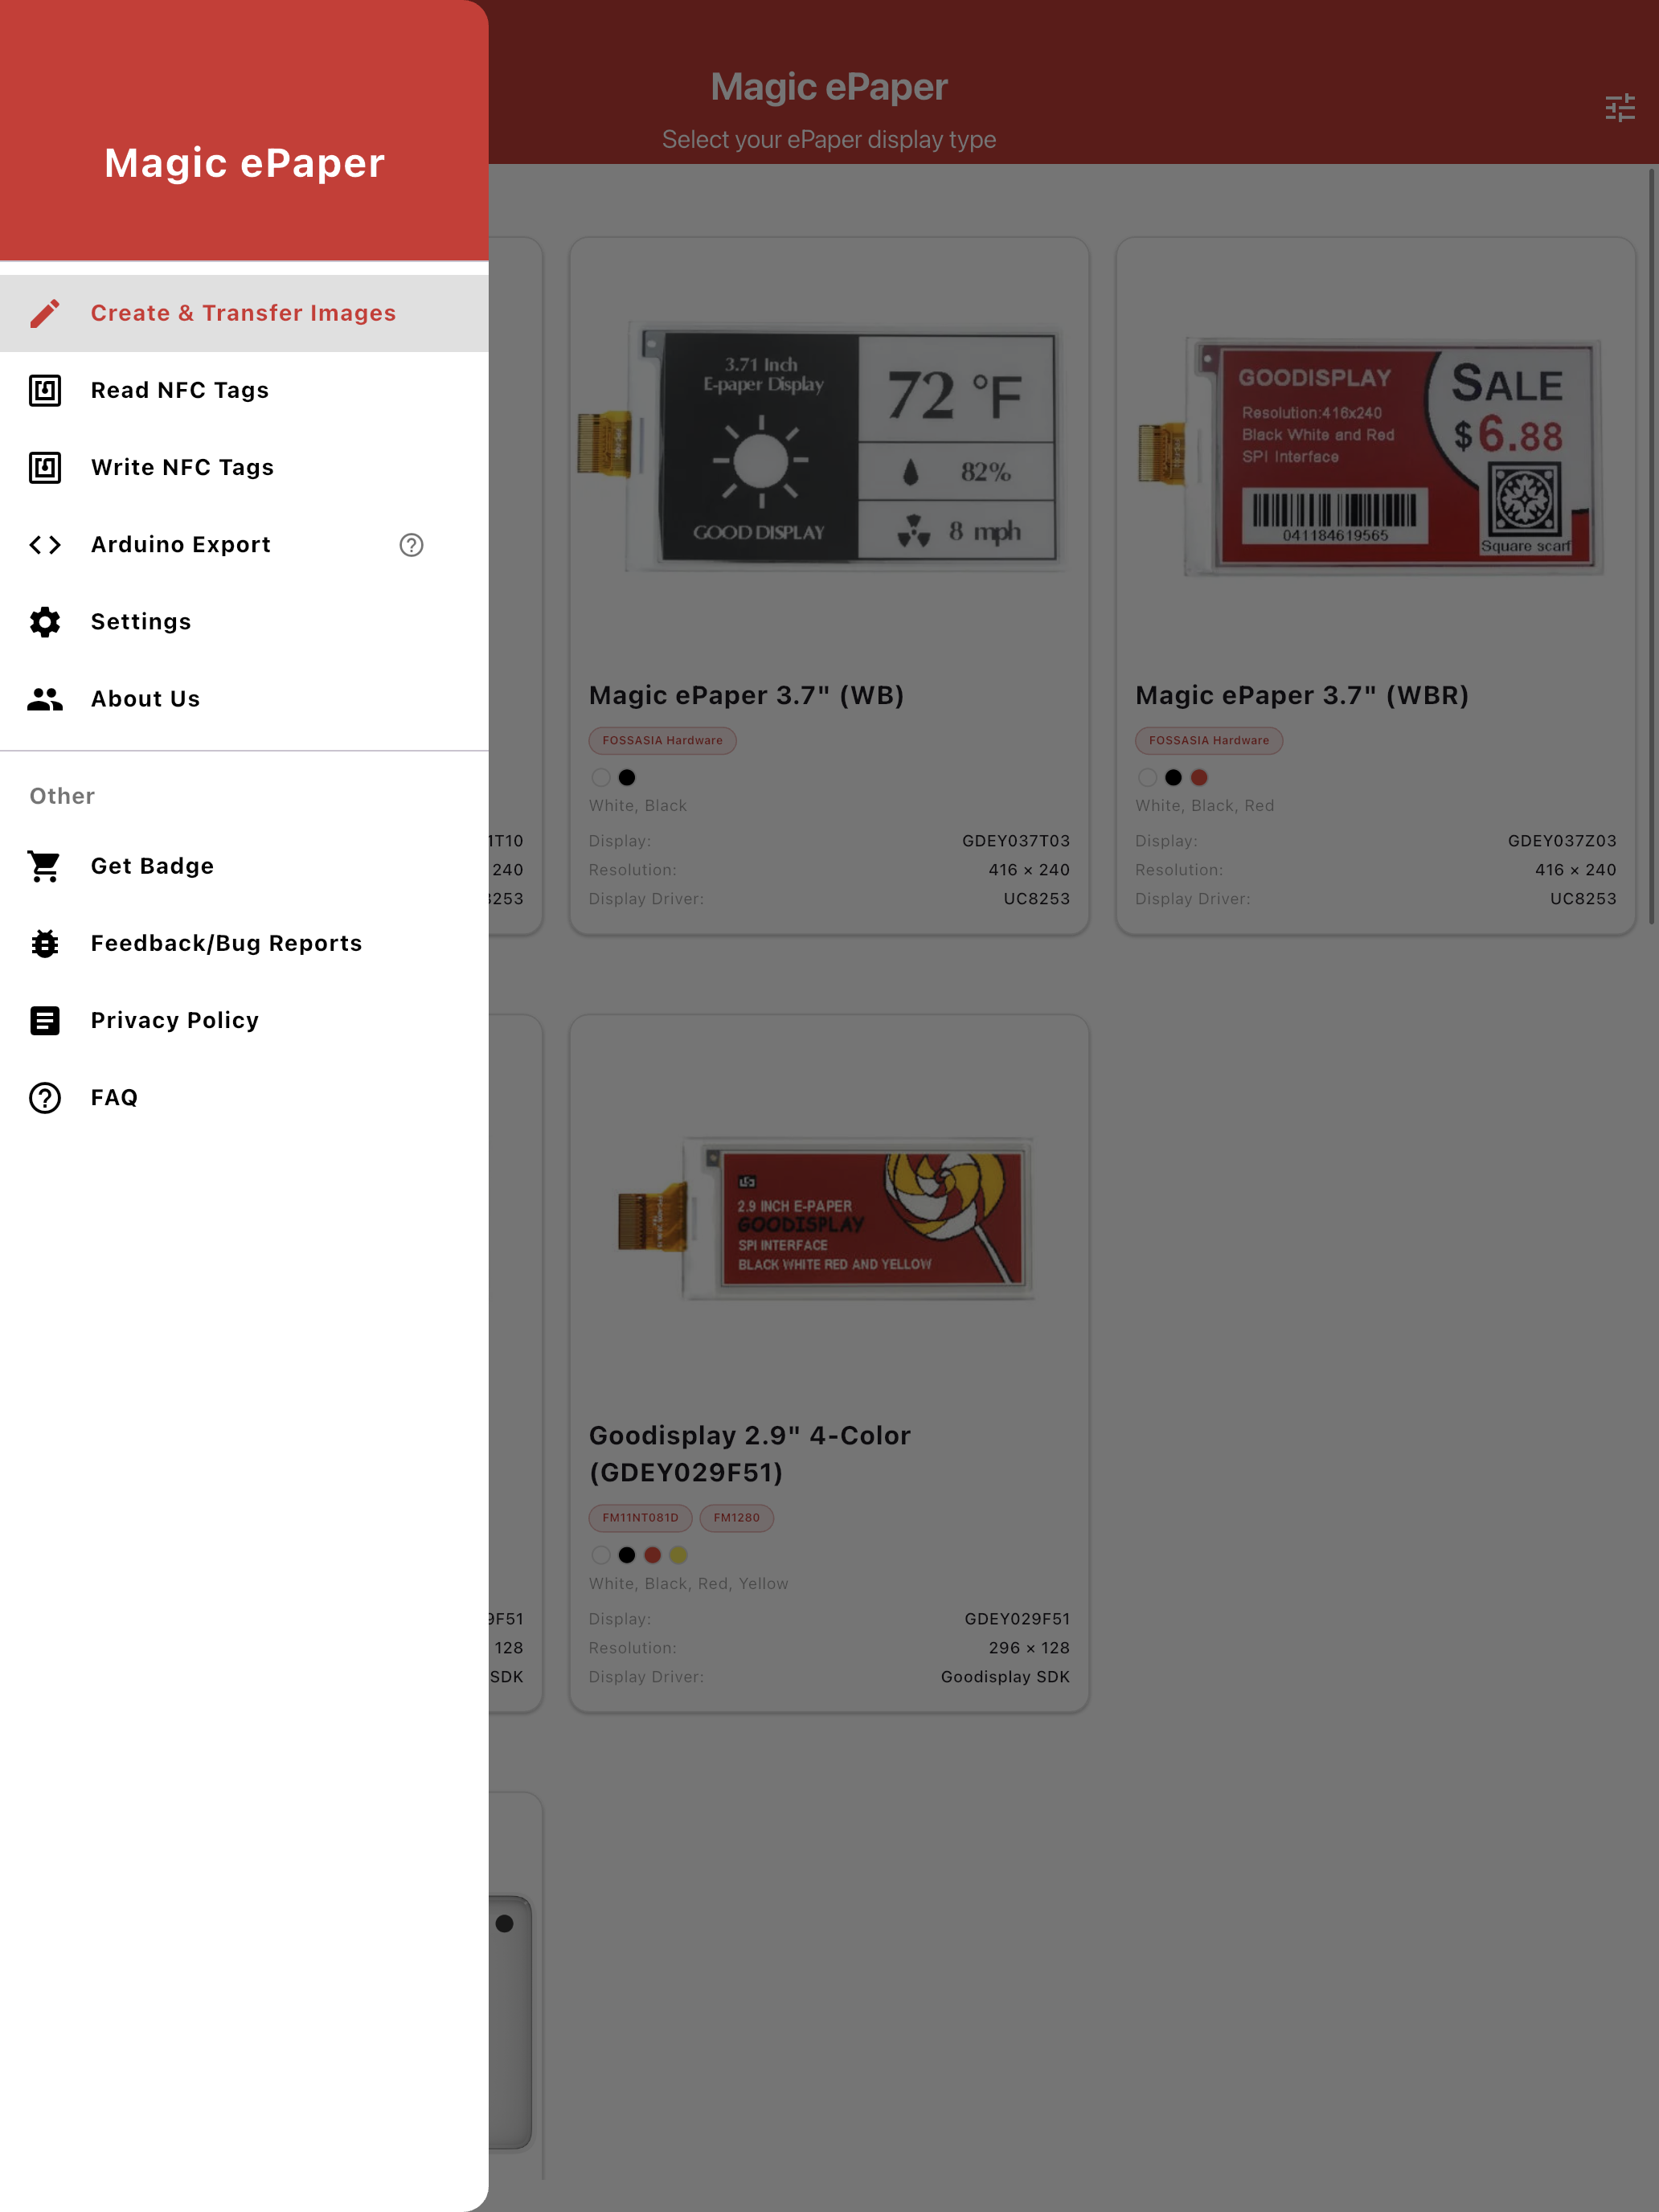 Magic ePaper
Create & Transfer Images
Read NFC Tags
Write NFC Tags
Arduino Export
Settings
About Us
Other
Get Badge
Feedback/Bug Reports
Privacy Policy
FAQ
Magic ePaper
Select your ePaper display type
240
3.71 Inch
E-paper Display
GOOD DISPLAY
72 °F
82%
8 mph
Magic ePaper 3.7" (WB)
FOSSASIA Hardware
White, Black
Display: GDEY037T03
Resolution: 416 × 240
Display Driver: UC8253
GOODISPLAY
Resolution:416x240
Black White and Red
SPI Interface
041184619565
SALE
$6.88
Square scarf
Magic ePaper 3.7" (WBR)
FOSSASIA Hardware
White, Black, Red
Display: GDEY037Z03
Resolution: 416 × 240
Display Driver: UC8253
128
SDK
2.9 INCH E-PAPER
GOODISPLAY
SPI INTERFACE
BLACK WHITE RED AND YELLOW
Goodisplay 2.9" 4-Color
(GDEY029F51)
FM11NT081D FM1280
White, Black, Red, Yellow
Display: GDEY029F51
Resolution: 296 × 128
Display Driver: Goodisplay SDK